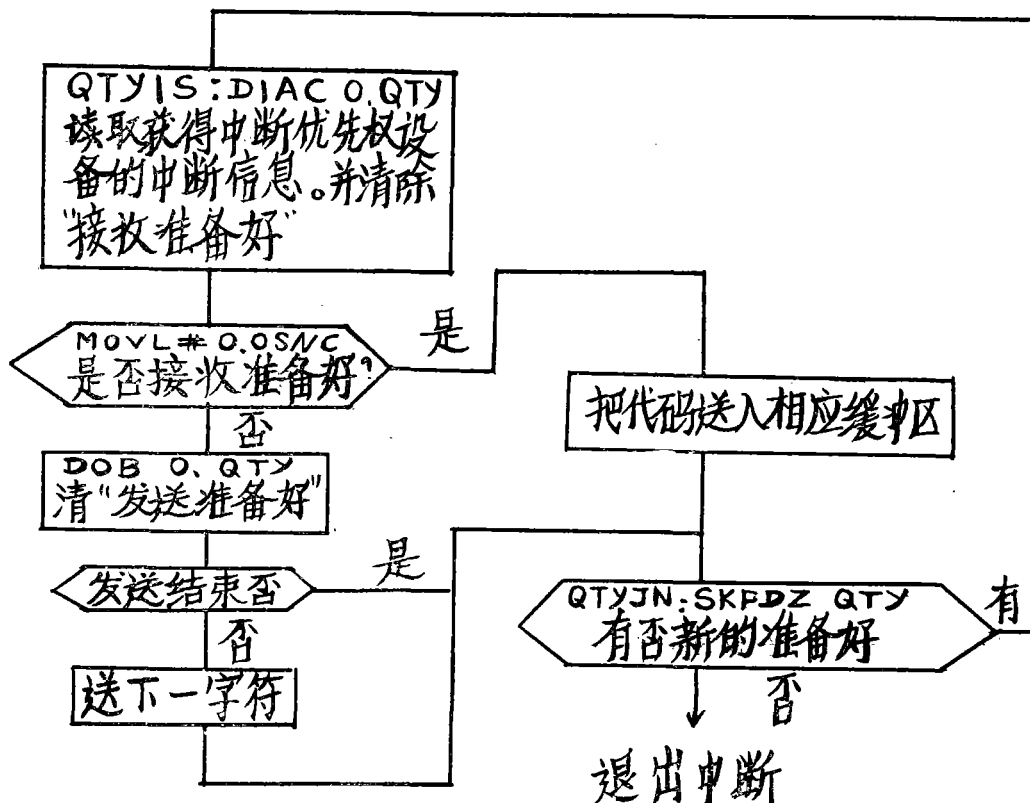 QTYIS:DIAC 0.QTY
读取获得中断优先权设
备的中断信息。并清除
"接收准备好"
MOVL# 0.0SNC
是否接收准备好?
是
否
把代码送入相应缓冲区
DOB 0.QTY
清"发送准备好"
发送结束否
是
否
送下一字符
QTYJN:SKPDZ QTY
有否新的准备好
有
否
退出中断